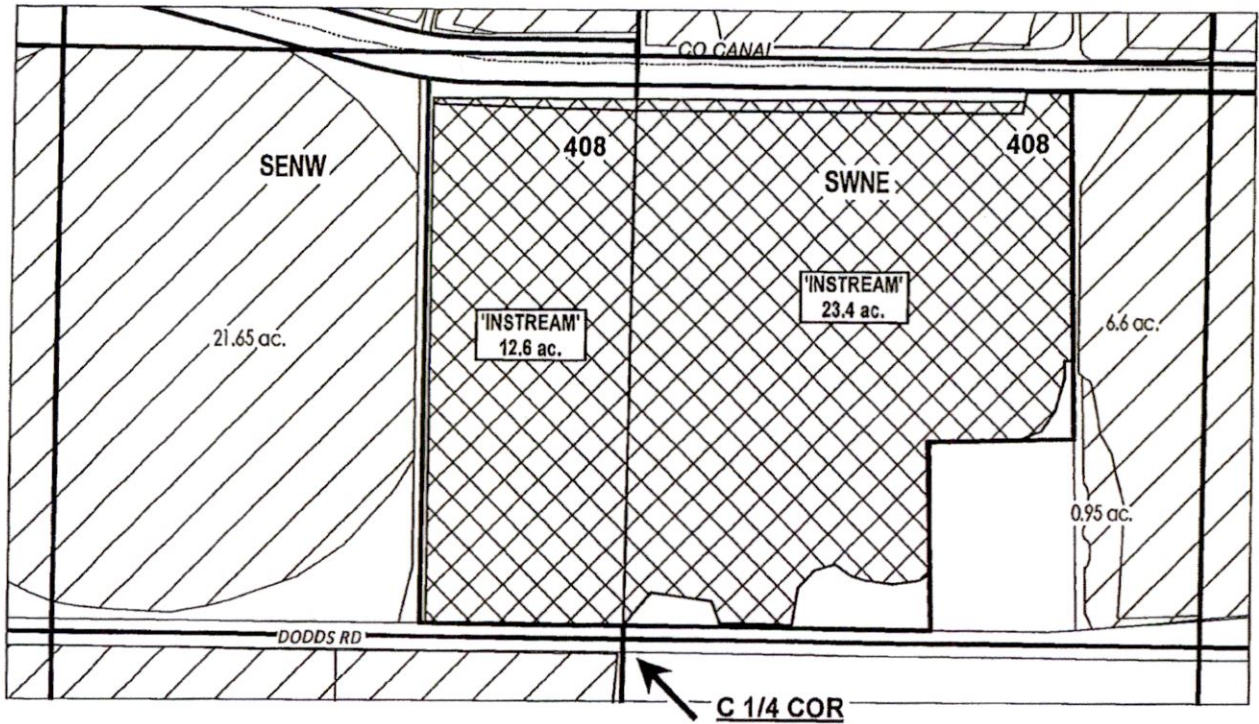 CO CANAL
408
408
SENW
SWNE
'INSTREAM'
23.4 ac.
'INSTREAM'
12.6 ac.
21.65 ac.
6.6 ac.
0.95 ac.
DODDS RD
C 1/4 COR